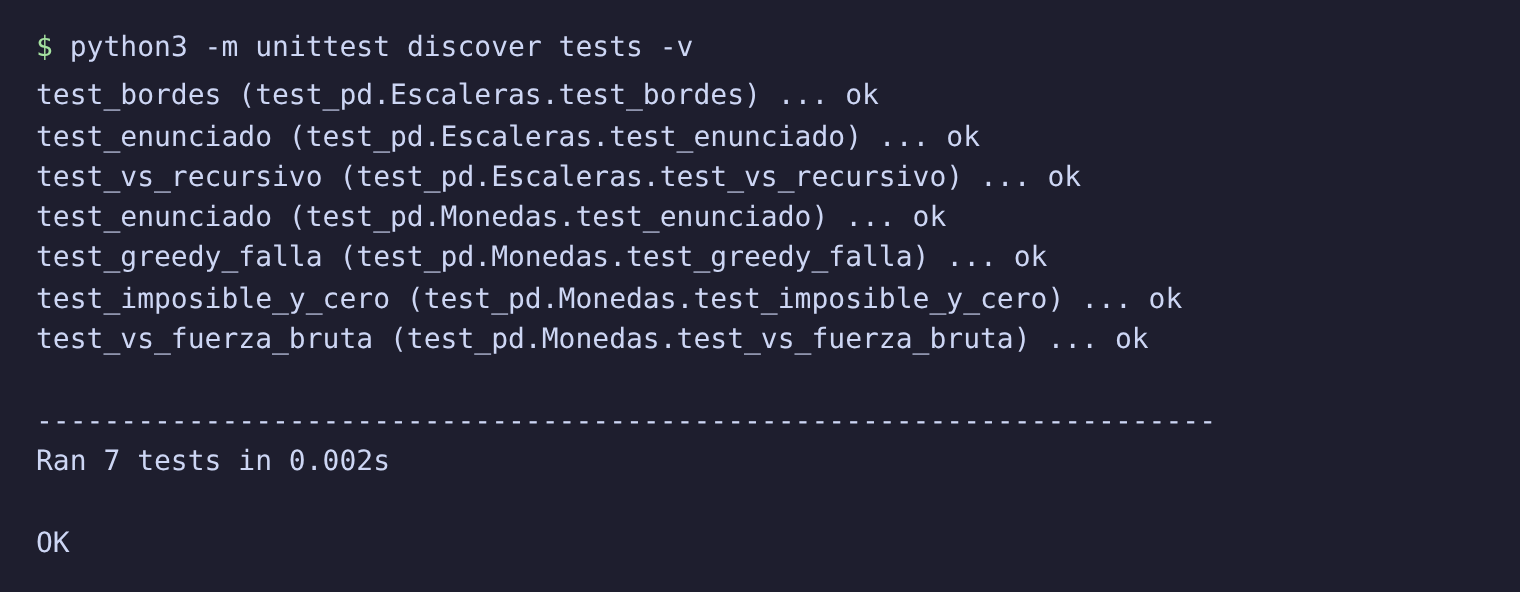 $ python3 -m unittest discover tests -v
test_bordes (test_pd.Escaleras.test_bordes) ... ok
test_enunciado (test_pd.Escaleras.test_enunciado) ... ok
test_vs_recursivo (test_pd.Escaleras.test_vs_recursivo) ... ok
test_enunciado (test_pd.Monedas.test_enunciado) ... ok
test_greedy_falla (test_pd.Monedas.test_greedy_falla) ... ok
test_imposible_y_cero (test_pd.Monedas.test_imposible_y_cero) ... ok
test_vs_fuerza_bruta (test_pd.Monedas.test_vs_fuerza_bruta) ... ok
----------------------------------------------------------------------
Ran 7 tests in 0.002s
OK